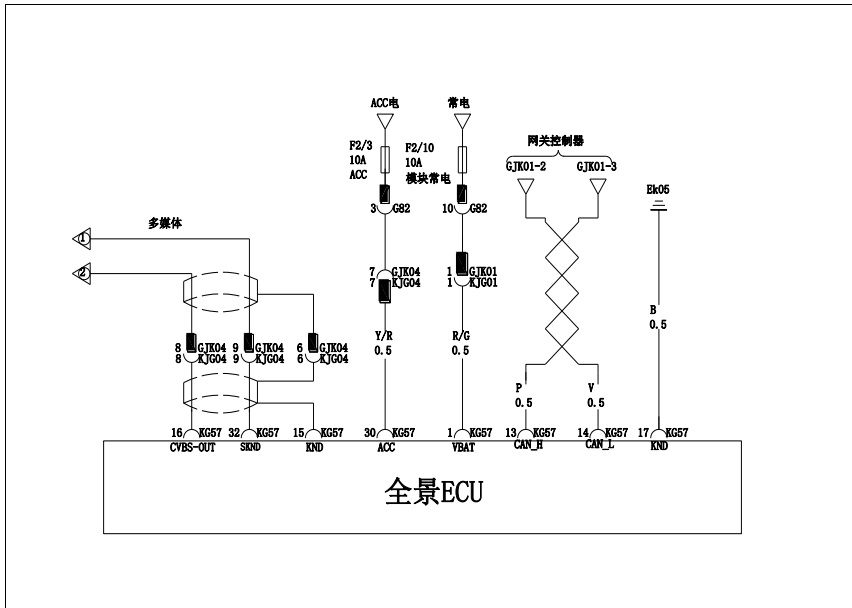 ACC电
常电
F2/3
10A
ACC
F2/10
10A
模块常电
网关控制器
GJK01-2
GJK01-3
Ek05
3
G82
10
G82
多媒体
1
2
7
GJK04
7
KJG04
1
GJK01
1
KJG01
B
0.5
Y/R
0.5
R/G
0.5
8
GJK04
8
KJG04
9
GJK04
9
KJG04
6
GJK04
6
KJG04
P
0.5
V
0.5
16
KG57
32
KG57
15
KG57
30
KG57
1
KG57
13
KG57
14
KG57
17
KG57
CVBS-OUT
SKND
KND
ACC
VBAT
CAN_H
CAN_L
KND
全景ECU